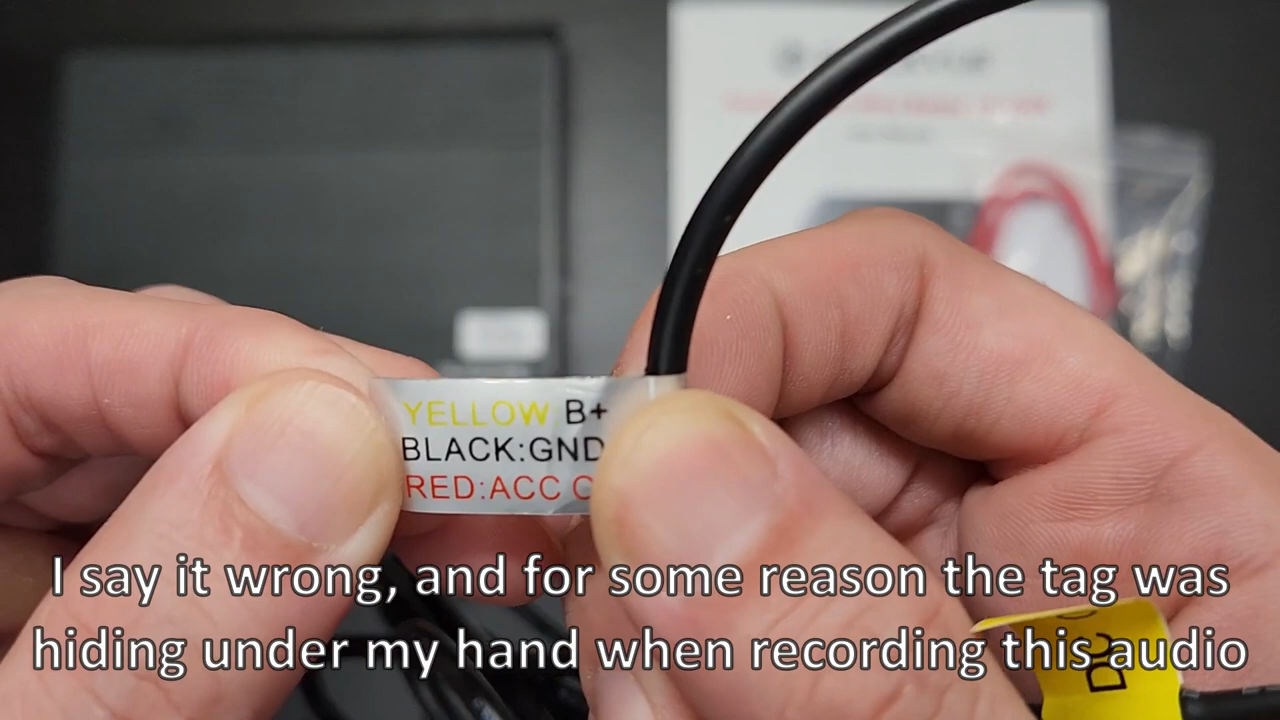 YELLOW B+
BLACK:GND
RED:ACC
I say it wrong, and for some reason the tag was
hiding under my hand when recording this audio
DC